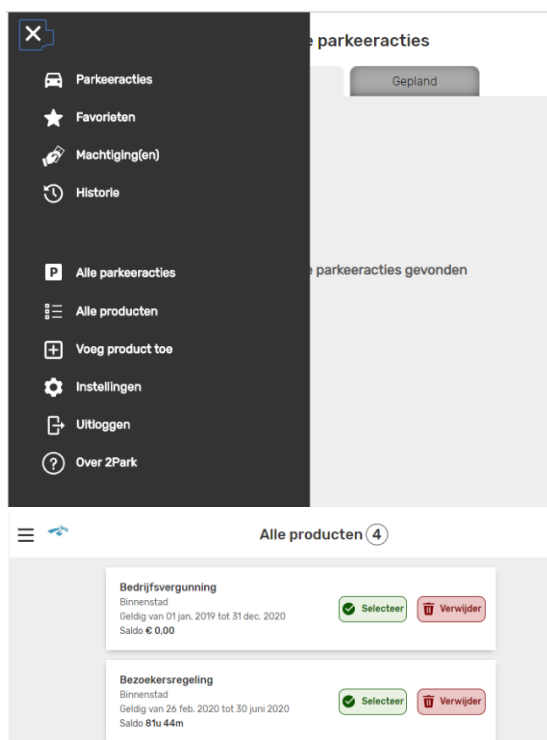 e parkeeracties
Gepland
Parkeeracties
Favorieten
Machtiging(en)
Historie
P Alle parkeeracties
e parkeeracties gevonden
Alle producten
Voeg product toe
Instellingen
Uitloggen
? Over 2Park
Alle producten 4
Bedrijfsvergunning
Binnenstad
Geldig van 01 jan. 2019 tot 31 dec. 2020
Saldo € 0,00
Selecteer Verwijder
Bezoekersregeling
Binnenstad
Geldig van 26 feb. 2020 tot 30 juni 2020
Saldo 81u 44m
Selecteer Verwijder